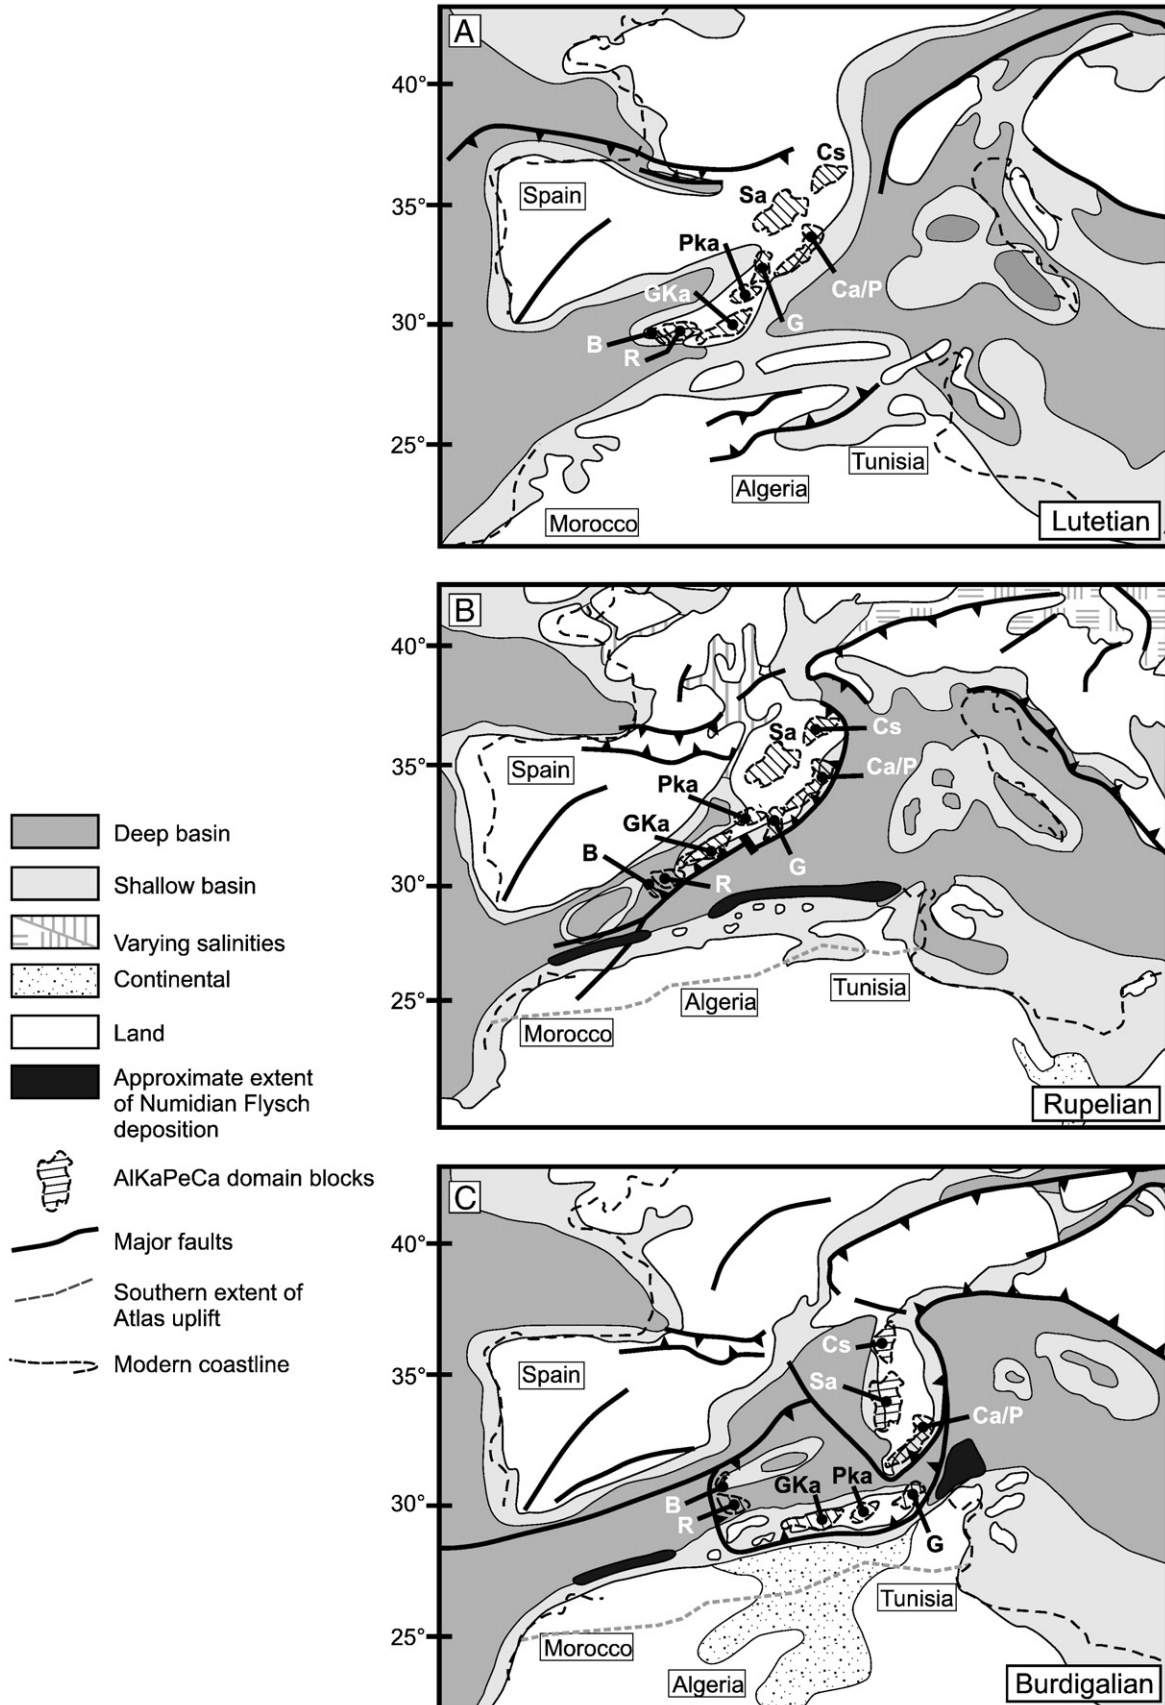 A
40°
35°
30°
25°
Cs
Sa
Spain
Pka
GKa
Ca/P
B
R
G
Tunisia
Algeria
Morocco
Lutetian
B
40°
35°
30°
25°
Sa
Cs
Spain
Ca/P
Pka
GKa
B
R
G
Tunisia
Algeria
Morocco
Rupelian
Deep basin
Shallow basin
Varying salinities
Continental
Land
Approximate extent
of Numidian Flysch
deposition
AlKaPeCa domain blocks
Major faults
Southern extent of
Atlas uplift
Modern coastline
C
40°
35°
30°
25°
Cs
Spain
Sa
Ca/P
GKa
Pka
B
R
G
Tunisia
Morocco
Algeria
Burdigalian